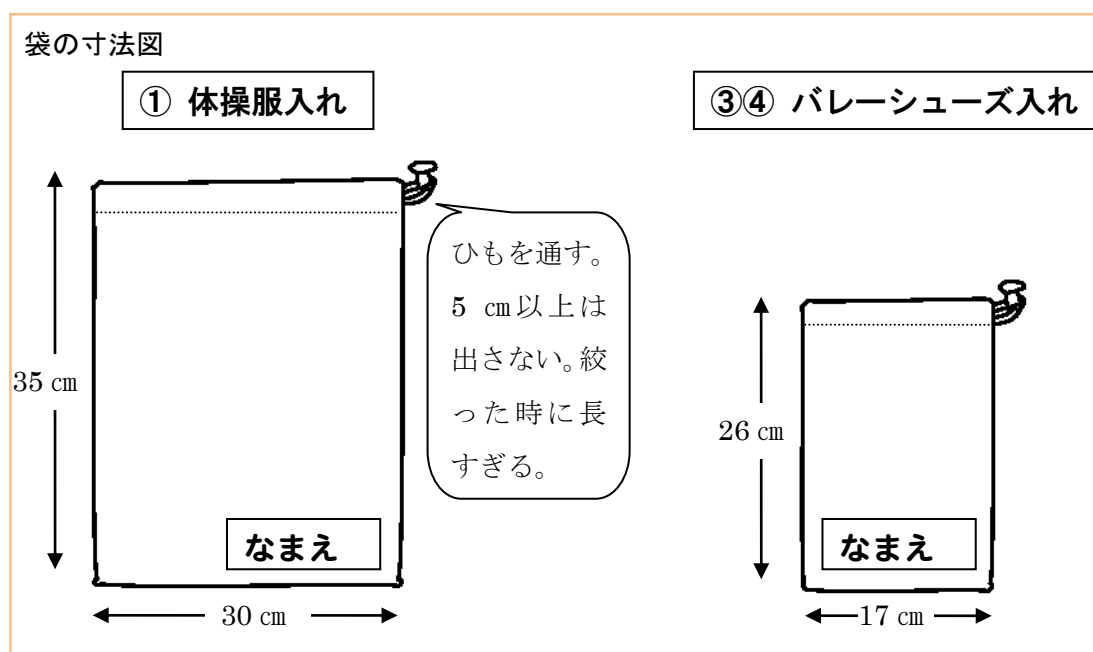 袋の寸法図
① 体操服入れ
③④ バレーシューズ入れ
ひもを通す。
5 ㎝以上は
出さない。絞
った時に長
すぎる。
35 ㎝
26 ㎝
なまえ
なまえ
30 ㎝
17 ㎝